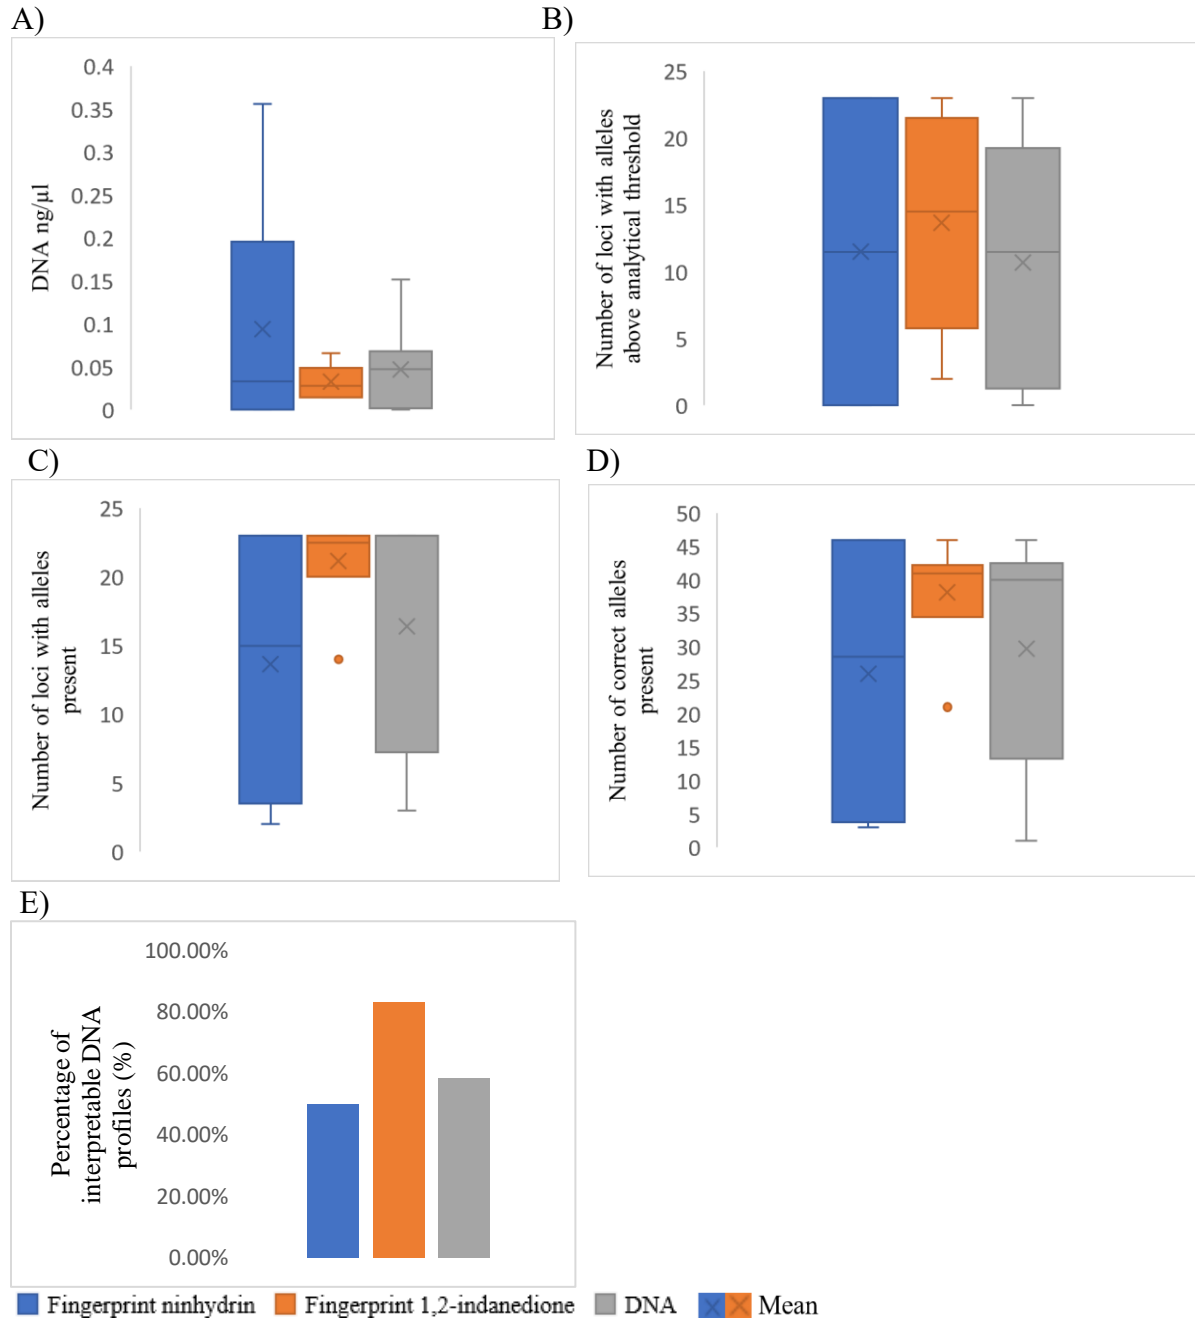 A)
B)
0.4
0.35
0.3
0.25
0.2
0.15
0.1
0.05
0
DNA ng/µl
25
20
15
10
5
0
Number of loci with alleles
above analytical threshold
C)
D)
25
20
15
10
5
0
Number of loci with alleles
present
50
45
40
35
30
25
20
15
10
5
0
Number of correct alleles
present
E)
100.00%
80.00%
60.00%
40.00%
20.00%
0.00%
Percentage of
interpretable DNA
profiles (%)
Fingerprint ninhydrin Fingerprint 1,2-indanedione DNA Mean